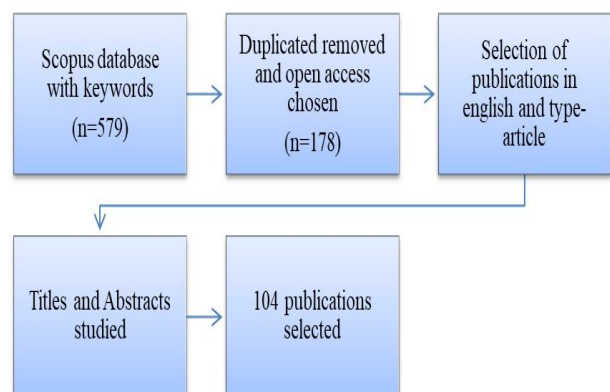 Scopus database
with keywords
(n=579)
Duplicated removed
and open access
chosen
(n=178)
Selection of
publications in
english and type-
article
Titles and Abstracts
studied
104 publications
selected